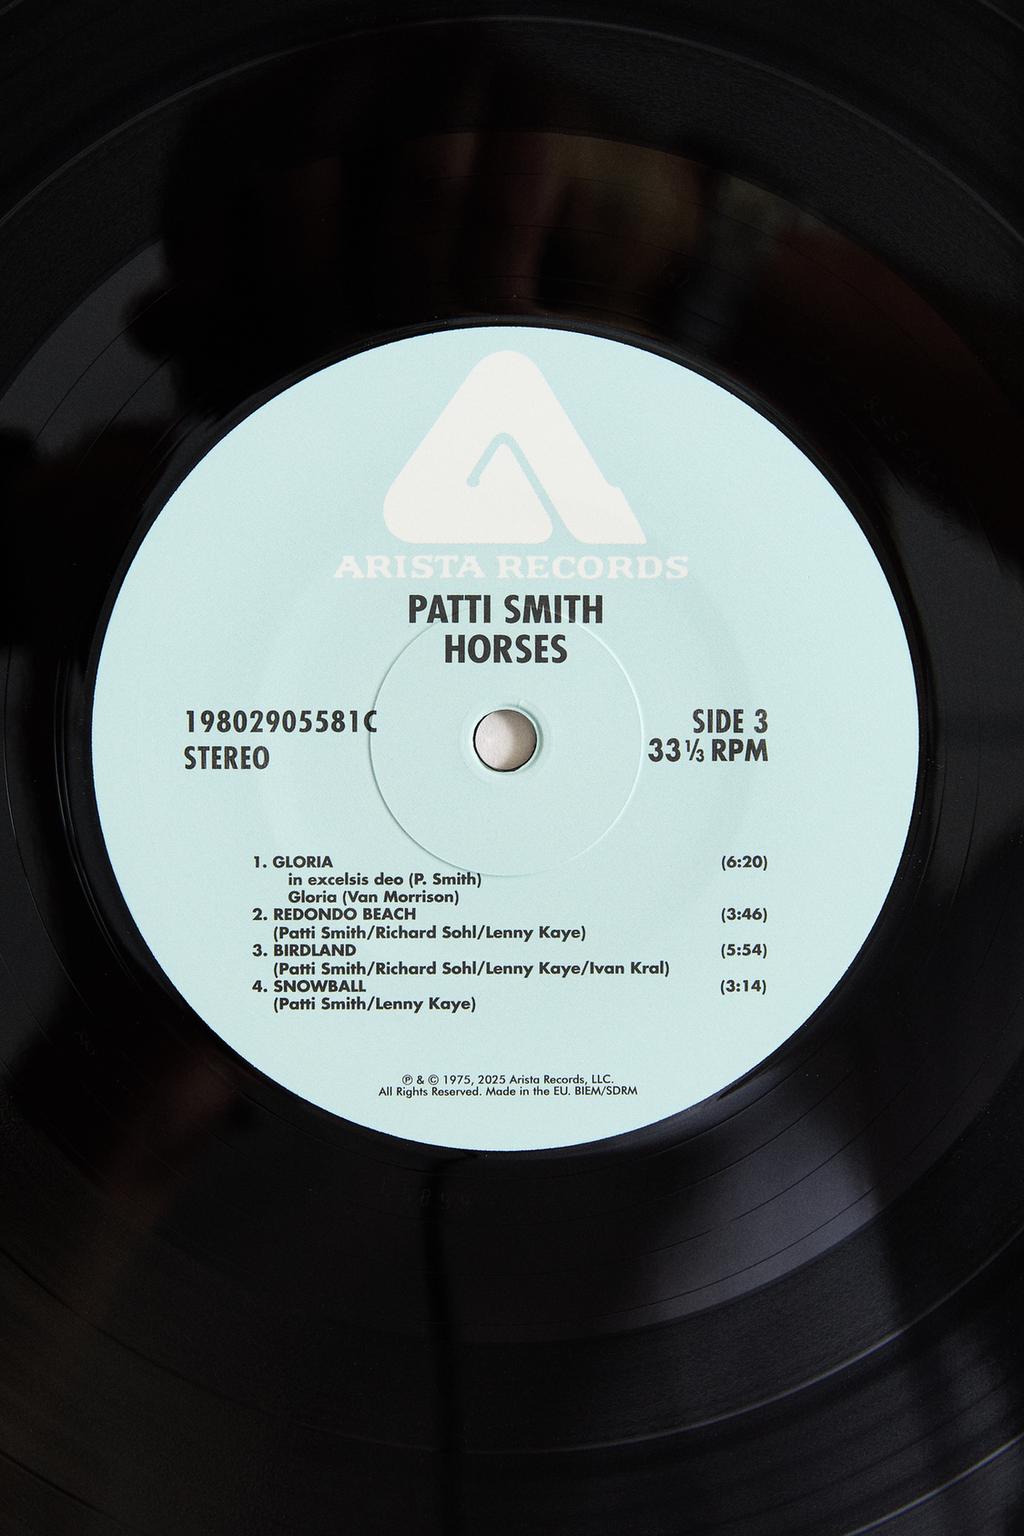 ARISTA RECORDS
PATTI SMITH
HORSES
19802905581C
STEREO
SIDE 3
33⅓ RPM
1. GLORIA (6:20)
in excelsis deo (P. Smith)
Gloria (Van Morrison)
2. REDONDO BEACH (3:46)
(Patti Smith/Richard Sohl/Lenny Kaye)
3. BIRDLAND (5:54)
(Patti Smith/Richard Sohl/Lenny Kaye/Ivan Kral)
4. SNOWBALL (3:14)
(Patti Smith/Lenny Kaye)
℗ & © 1975, 2025 Arista Records, LLC.
All Rights Reserved. Made in the EU. BIEM/SDRM